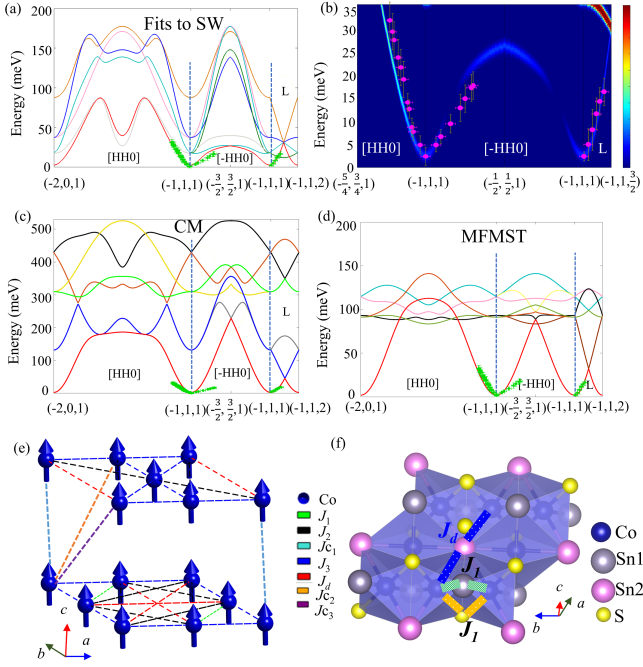 (a)
Fits to SW
200
150
100
50
0
Energy (meV)
[HH0]
[-HH0]
L
(-2,0,1)
(-1,1,1)
(-3/2, 3/2, 1)
(-1,1,1)
(-1,1,2)
(b)
35
30
25
20
15
10
5
0
Energy (meV)
[HH0]
[-HH0]
L
(-5/4, 3/4, 1)
(-1,1,1)
(-1/2, 1/2, 1)
(-1,1,1)
(-1,1,3/2)
(c)
CM
500
400
300
200
100
0
Energy (meV)
[HH0]
[-HH0]
L
(-2,0,1)
(-1,1,1)
(-3/2, 3/2, 1)
(-1,1,1)
(-1,1,2)
(d)
MFMST
200
150
100
50
0
Energy (meV)
[HH0]
[-HH0]
L
(-2,0,1)
(-1,1,1)
(-3/2, 3/2, 1)
(-1,1,1)
(-1,1,2)
(e)
Co
J1
J2
Jc1
J3
Jd
Jc2
Jc3
c
a
b
(f)
Jd
J1
J1
Co
Sn1
Sn2
S
c
a
b